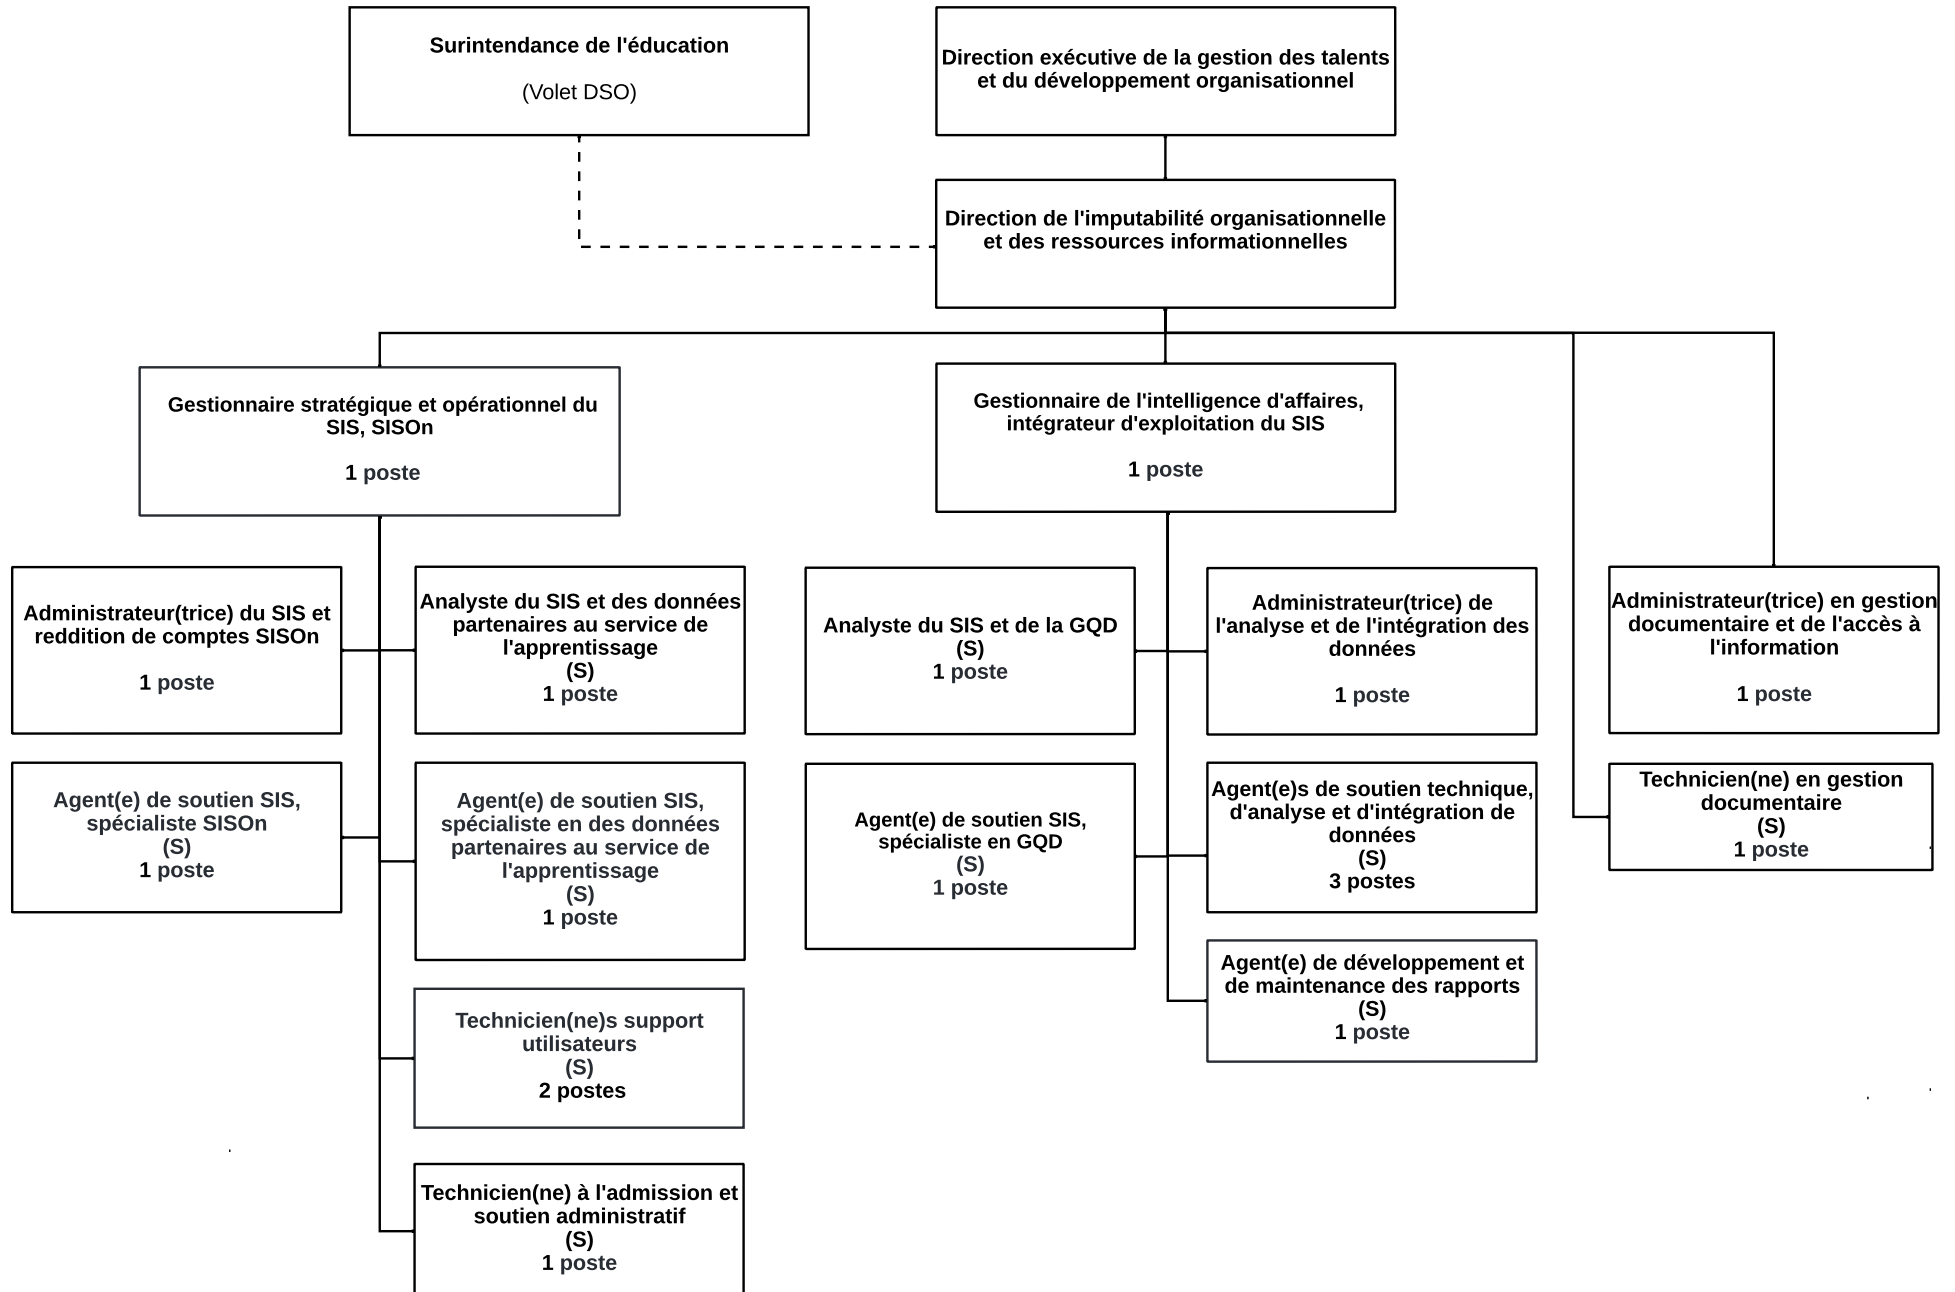 Surintendance de l'éducation
(Volet DSO)
Direction exécutive de la gestion des talents
et du développement organisationnel
Direction de l'imputabilité organisationnelle
et des ressources informationnelles
Gestionnaire stratégique et opérationnel du
SIS, SISOn
1 poste
Gestionnaire de l'intelligence d'affaires,
intégrateur d'exploitation du SIS
1 poste
Administrateur(trice) du SIS et
reddition de comptes SISOn
1 poste
Analyste du SIS et des données
partenaires au service de
l'apprentissage
(S)
1 poste
Analyste du SIS et de la GQD
(S)
1 poste
Administrateur(trice) de
l'analyse et de l'intégration des
données
1 poste
Administrateur(trice) en gestion
documentaire et de l'accès à
l'information
1 poste
Agent(e) de soutien SIS,
spécialiste SISOn
(S)
1 poste
Agent(e) de soutien SIS,
spécialiste en des données
partenaires au service de
l'apprentissage
(S)
1 poste
Agent(e) de soutien SIS,
spécialiste en GQD
(S)
1 poste
Agent(e)s de soutien technique,
d'analyse et d'intégration de
données
(S)
3 postes
Technicien(ne) en gestion
documentaire
(S)
1 poste
Agent(e) de développement et
de maintenance des rapports
(S)
1 poste
Technicien(ne)s support
utilisateurs
(S)
2 postes
Technicien(ne) à l'admission et
soutien administratif
(S)
1 poste